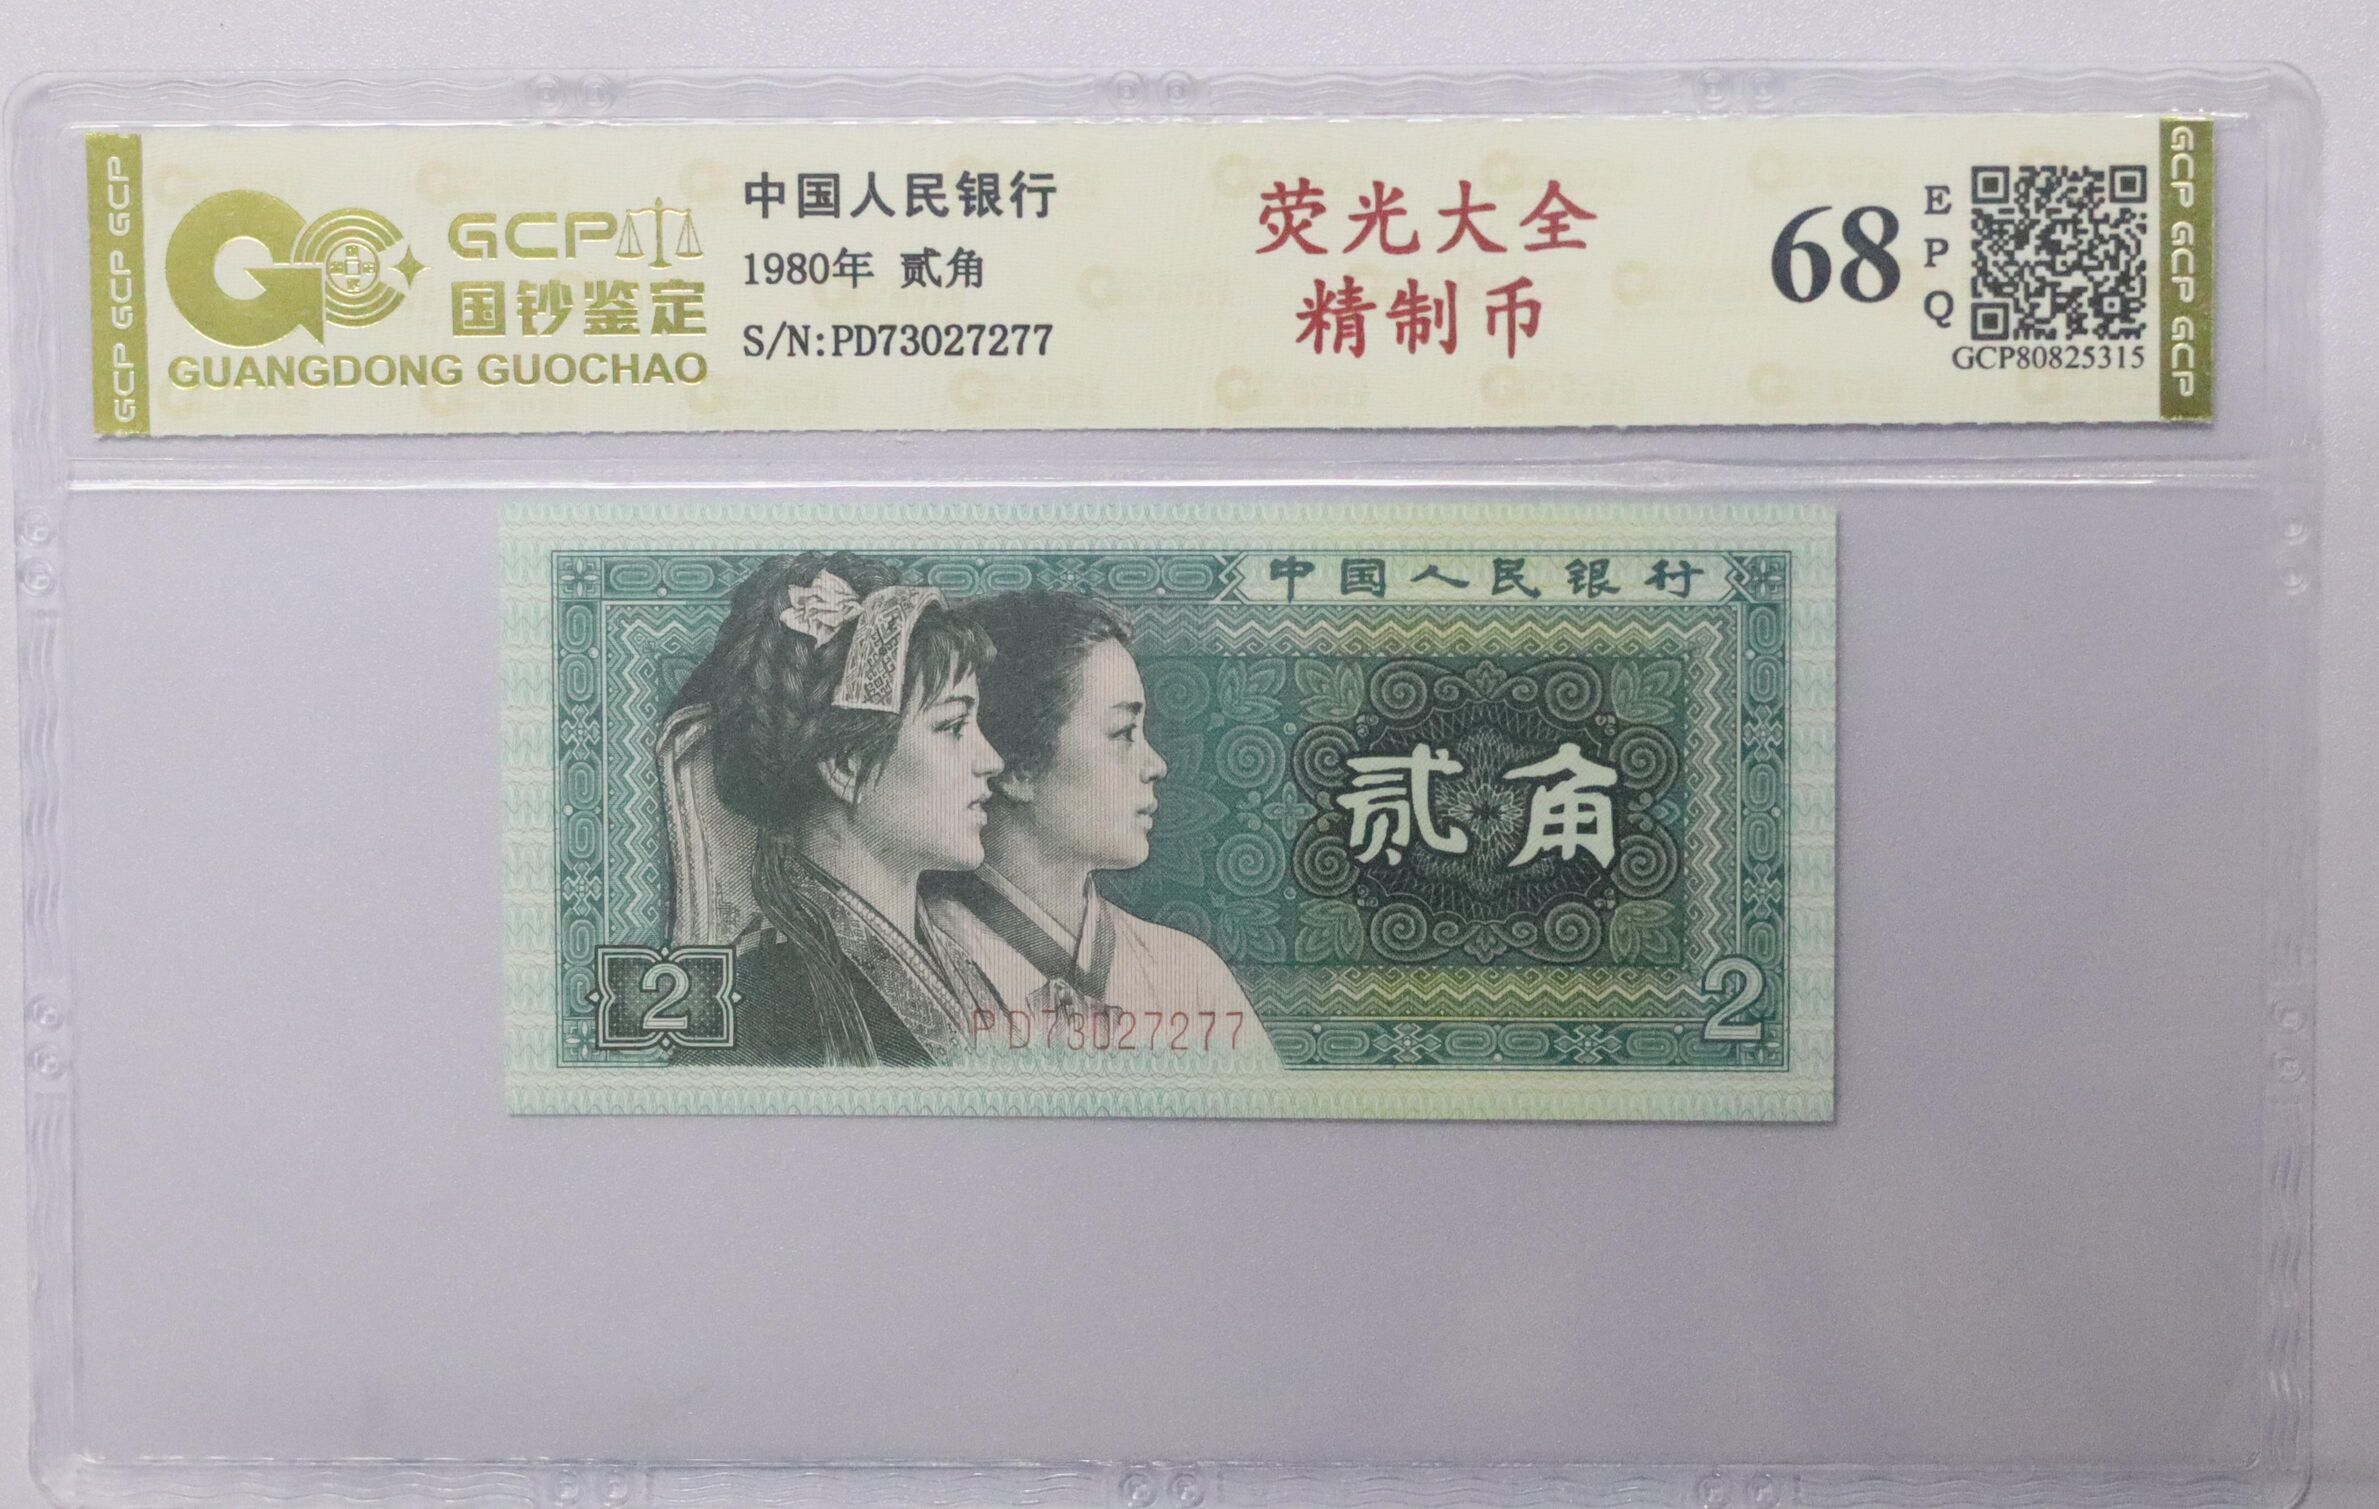 GCP GCP GCP
GCP
国钞鉴定
GUANGDONG GUOCHAO
中国人民银行
1980年 贰角
S/N:PD73027277
荧光大全
精制币
68
EPQ
GCP80825315
GCP GCP GCP
中国人民银行
贰角
2
PD73027277
2